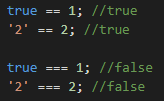 true == 1; //true
'2' == 2; //true
true === 1; //false
'2' === 2; //false